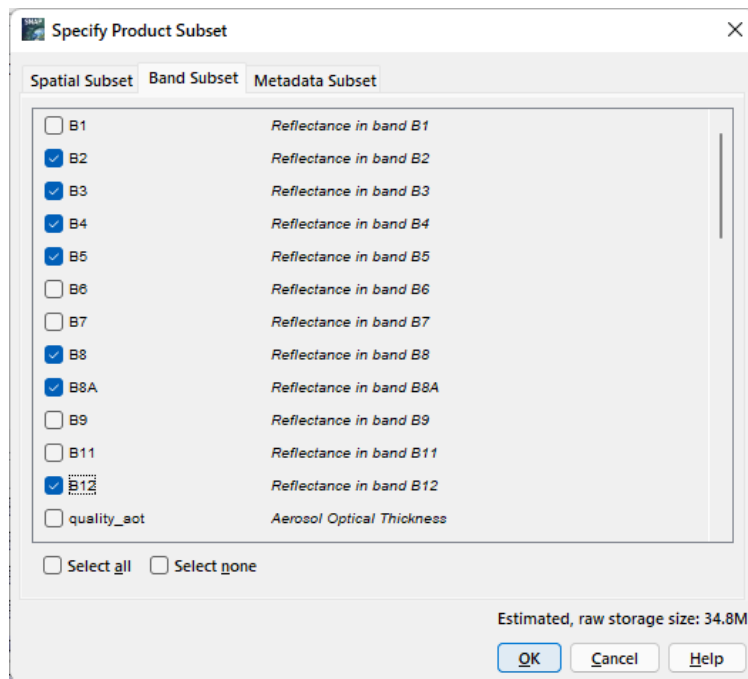 SNAP
Specify Product Subset
Spatial Subset Band Subset Metadata Subset
B1 Reflectance in band B1
B2 Reflectance in band B2
B3 Reflectance in band B3
B4 Reflectance in band B4
B5 Reflectance in band B5
B6 Reflectance in band B6
B7 Reflectance in band B7
B8 Reflectance in band B8
B8A Reflectance in band B8A
B9 Reflectance in band B9
B11 Reflectance in band B11
B12 Reflectance in band B12
quality_aot Aerosol Optical Thickness
Select all Select none
Estimated, raw storage size: 34.8M
OK Cancel Help